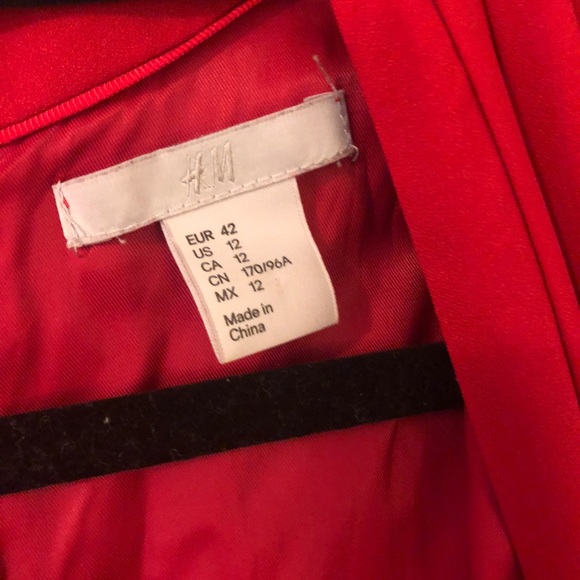 H&M
EUR 42
US 12
CA 12
CN 170/96A
MX 12
Made in
China